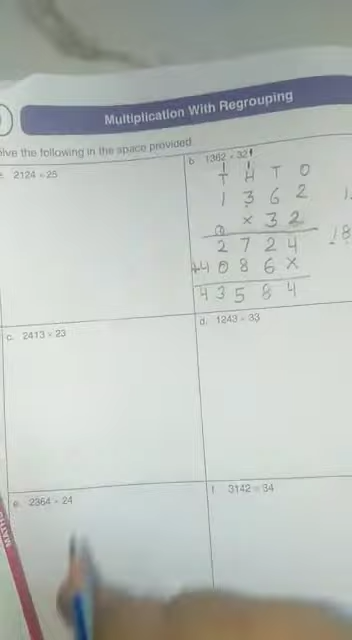 Multiplication With Regrouping
lve the following in the space provided.
2124 × 25
b. 1362 × 32
T H T O
1 3 6 2
× 3 2
2 7 2 4
+4 0 8 6 ×
4 3 5 8 4
c. 2413 × 23
d. 1243 × 33
e. 2364 × 24
f. 3142 × 34
MATHS